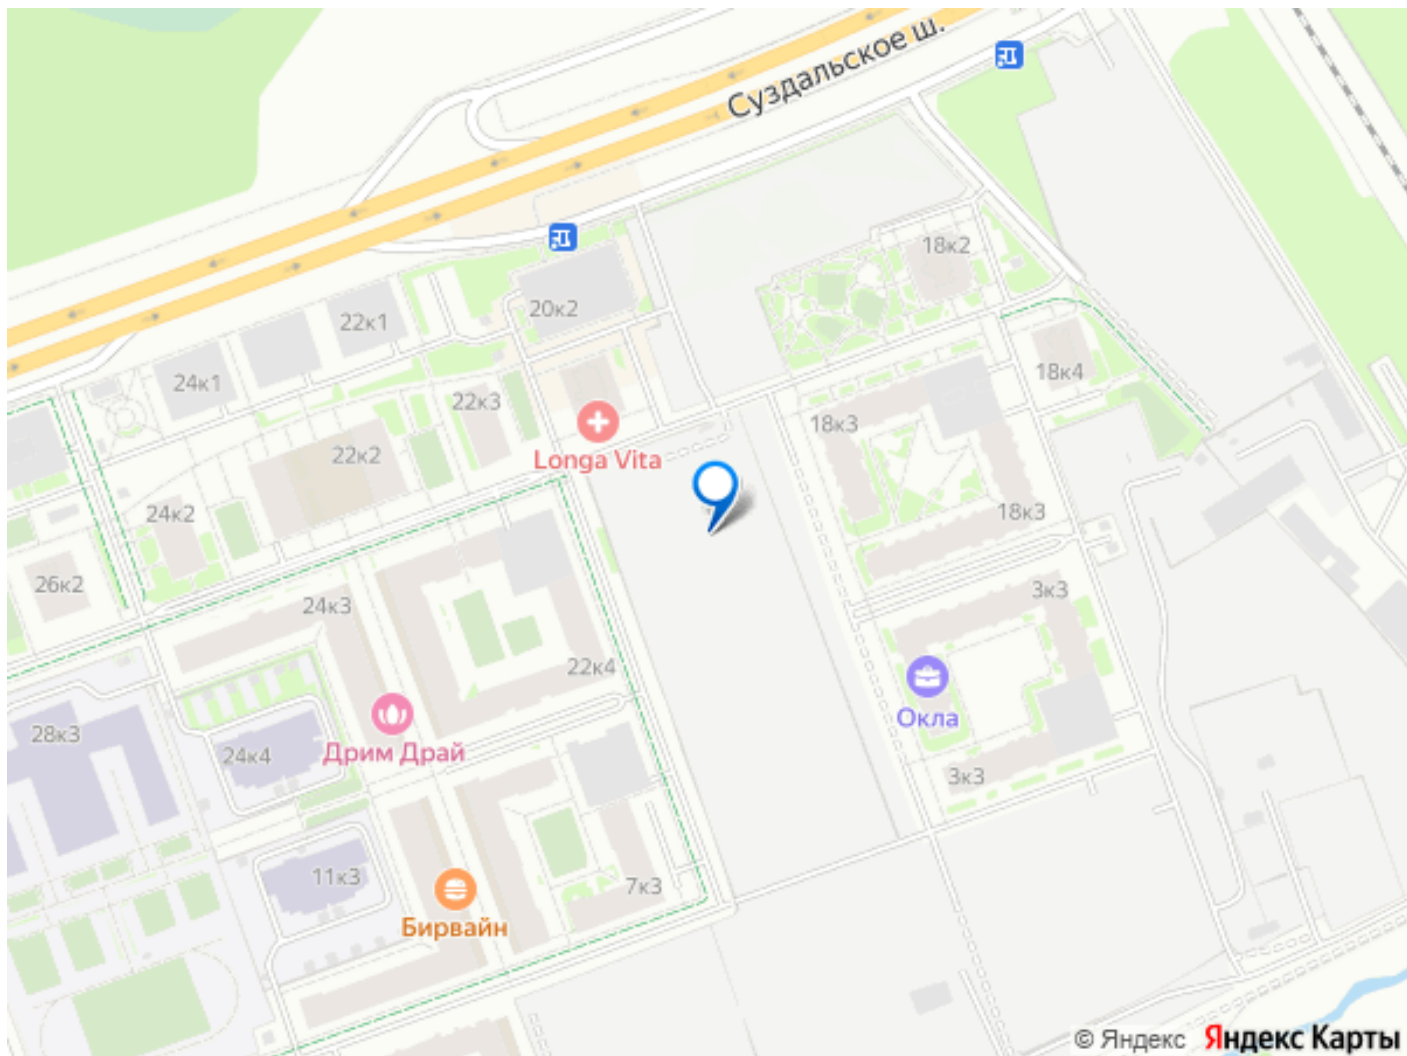 Суздальское ш.
18к2
20к2
22к1
24к1
18к4
22к3
18к3
22к2
Longa Vita
24к2
18к3
26к2
3к3
24к3
22к4
Окла
28к3
24к4
Дрим Драй
3к3
11к3
7к3
Бирвайн
© Яндекс Яндекс Карты